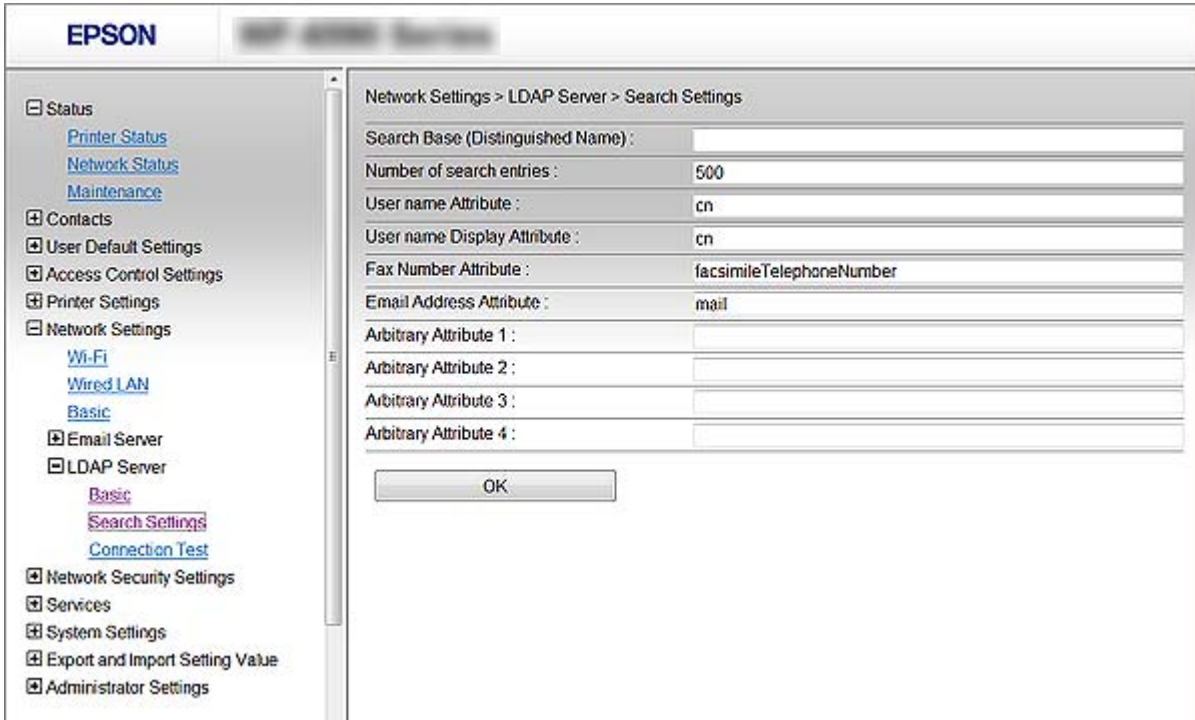 EPSON
Status
Printer Status
Network Status
Maintenance
Contacts
User Default Settings
Access Control Settings
Printer Settings
Network Settings
Wi-Fi
Wired LAN
Basic
Email Server
LDAP Server
Basic
Search Settings
Connection Test
Network Security Settings
Services
System Settings
Export and Import Setting Value
Administrator Settings
Network Settings > LDAP Server > Search Settings
Search Base (Distinguished Name) :
Number of search entries : 500
User name Attribute : cn
User name Display Attribute : cn
Fax Number Attribute : facsimileTelephoneNumber
Email Address Attribute : mail
Arbitrary Attribute 1 :
Arbitrary Attribute 2 :
Arbitrary Attribute 3 :
Arbitrary Attribute 4 :
OK